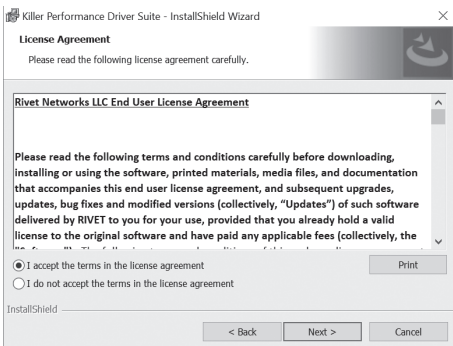 Killer Performance Driver Suite - InstallShield Wizard
License Agreement
Please read the following license agreement carefully.
Rivet Networks LLC End User License Agreement
Please read the following terms and conditions carefully before downloading,
installing or using the software, printed materials, media files, and documentation
that accompanies this end user license agreement, and subsequent upgrades,
updates, bug fixes and modified versions (collectively, “Updates”) of such software
delivered by RIVET to you for your use, provided that you already hold a valid
license to the original software and have paid any applicable fees (collectively, the
I accept the terms in the license agreement
Print
I do not accept the terms in the license agreement
InstallShield
< Back Next > Cancel